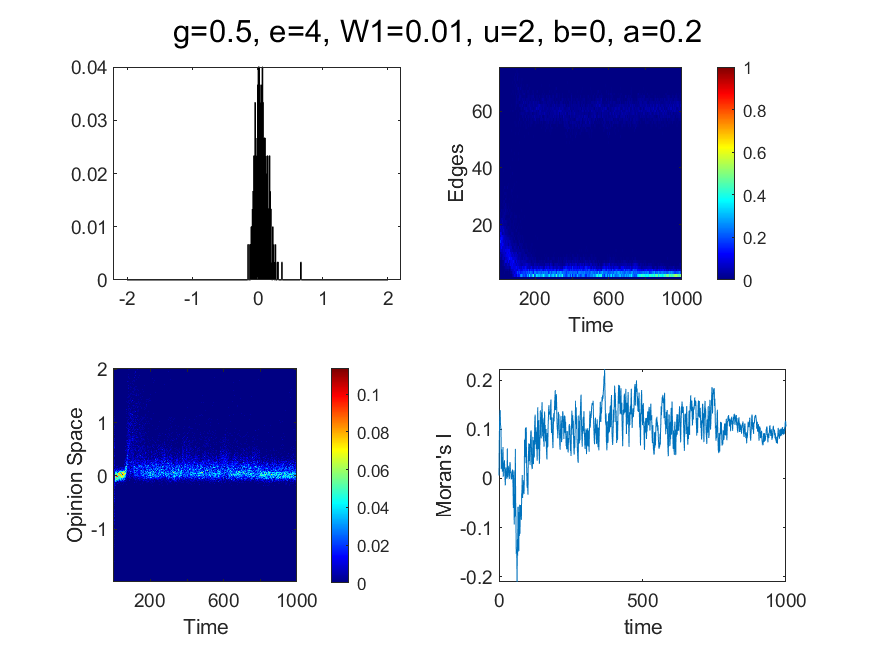 g=0.5, e=4, W1=0.01, u=2, b=0, a=0.2
0.04
0.03
0.02
0.01
0
-2 -1 0 1 2
Edges
60
40
20
200 600 1000
Time
1
0.8
0.6
0.4
0.2
0
Opinion Space
2
1
0
-1
200 600 1000
Time
0.1
0.08
0.06
0.04
0.02
0
Moran's I
0.2
0.1
0
-0.1
-0.2
0 500 1000
time